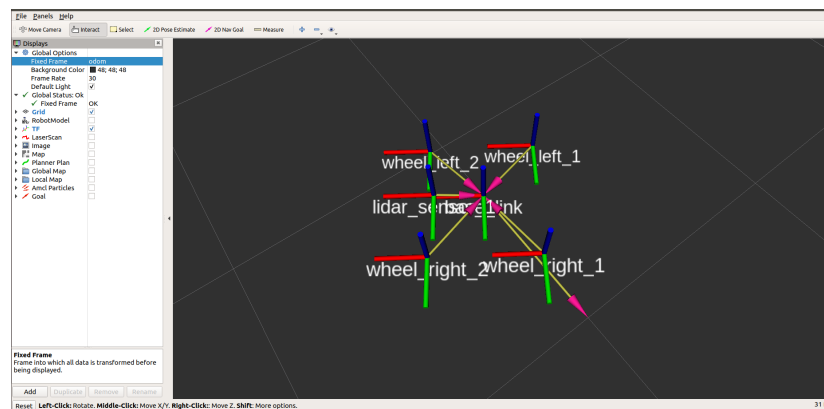 File Panels Help
Move Camera Interact Select 2D Pose Estimate 2D Nav Goal Measure
Displays
Global Options
Fixed Frame odom
Background Color 48; 48; 48
Frame Rate 30
Default Light
Global Status: Ok
Fixed Frame OK
Grid
RobotModel
TF
LaserScan
Image
Map
Planner Plan
Global Map
Local Map
Amcl Particles
Goal
wheel_left_2 wheel_left_1
wheel_right_2 wheel_right_1
Fixed Frame
Frame into which all data is transformed before
being displayed.
Add Duplicate Remove Rename
Reset Left-Click: Rotate. Middle-Click: Move X/Y. Right-Click:: Move Z. Shift: More options.
31